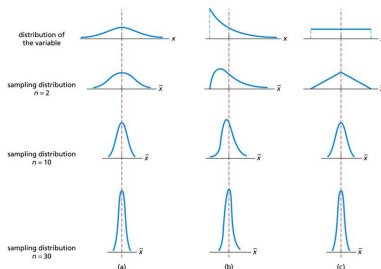 distribution of
the variable
x
x
x
sampling distribution
n = 2
x̄
x̄
sampling distribution
n = 10
x̄
x̄
x̄
sampling distribution
n = 30
x̄
x̄
x̄
(a)
(b)
(c)